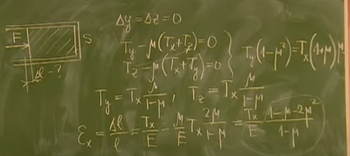 Δy = Δz = 0
F S
Ty - μ(Tx + Tz) = 0
Tz - μ(Tx + Ty) = 0 } Ty(1-μ²) = Tx(1+μ)μ
Δl - ?
Ty = Tx μ/1-μ, Tz = Tx μ/1-μ
εx = Δl/l = Tx/E - μ/E Tx 2μ/1-μ = Tx/E (1-μ-2μ²/1-μ)